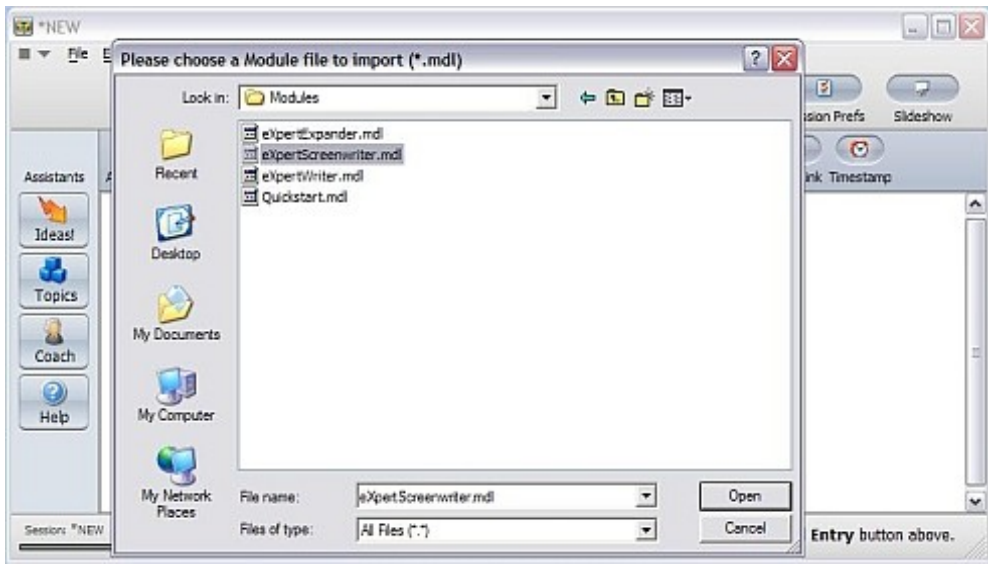 *NEW
File E
Please choose a Module file to import (*.mdl)
Look in: Modules
eXpertExpander.mdl
eXpertScreenwriter.mdl
eXpertWriter.mdl
Quickstart.mdl
Recent
Desktop
My Documents
My Computer
My Network
Places
File name: eXpertScreenwriter.mdl
Open
Files of type: All Files (*.*)
Cancel
Assistants
Ideas!
Topics
Coach
Help
ssion Prefs
Slideshow
ink Timestamp
Session: *NEW
Entry button above.